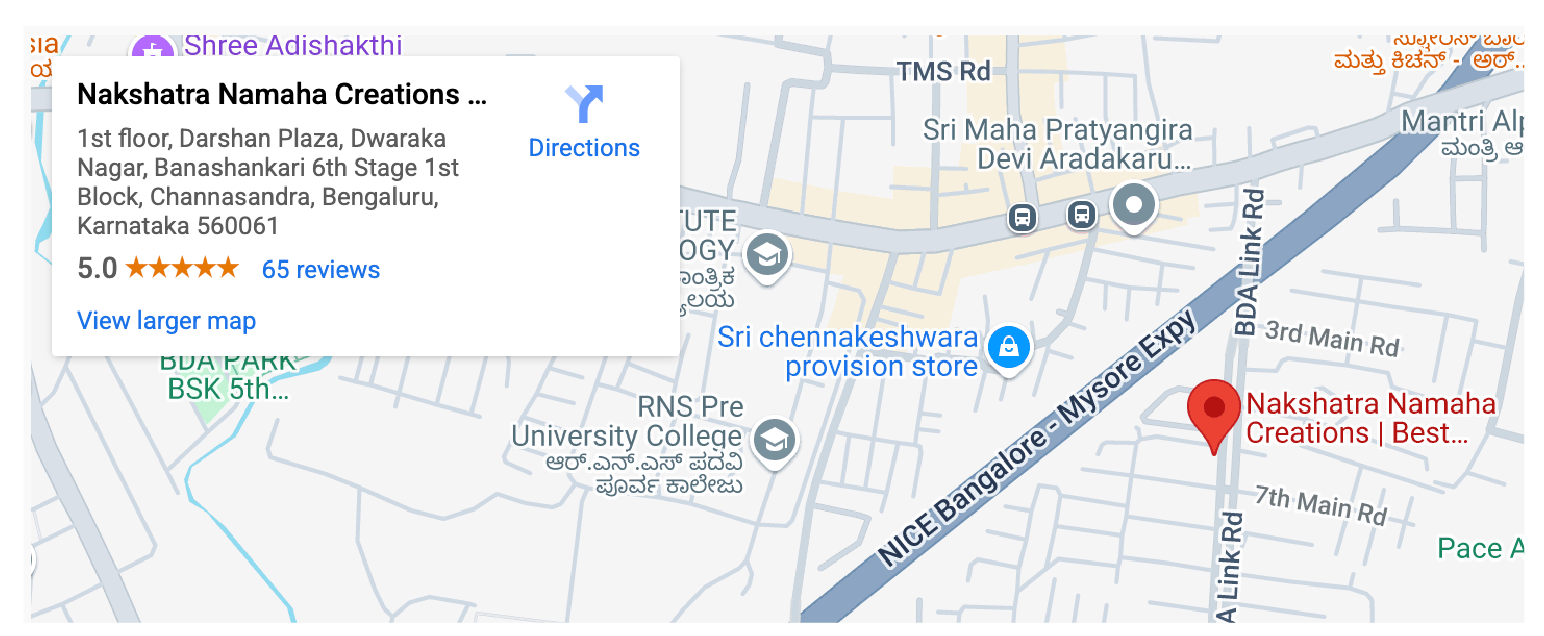 Shree Adishakthi
Nakshatra Namaha Creations ...
1st floor, Darshan Plaza, Dwaraka
Nagar, Banashankari 6th Stage 1st
Block, Channasandra, Bengaluru,
Karnataka 560061
5.0 ★★★★★ 65 reviews
View larger map
Directions
TMS Rd
ಮತ್ತು ಕಿಚನ್ -
Sri Maha Pratyangira
Devi Aradakaru...
Mantri
ಮಂತ್ರಿ
BDA Link Rd
Sri chennakeshwara
provision store
3rd Main Rd
BDA PARK
BSK 5th...
NICE Bangalore - Mysore Expy
RNS Pre
University College
ಆರ್.ಎನ್.ಎಸ್ ಪದವಿ
ಪೂರ್ವ ಕಾಲೇಜು
Nakshatra Namaha
Creations | Best...
7th Main Rd
Link Rd
Pace